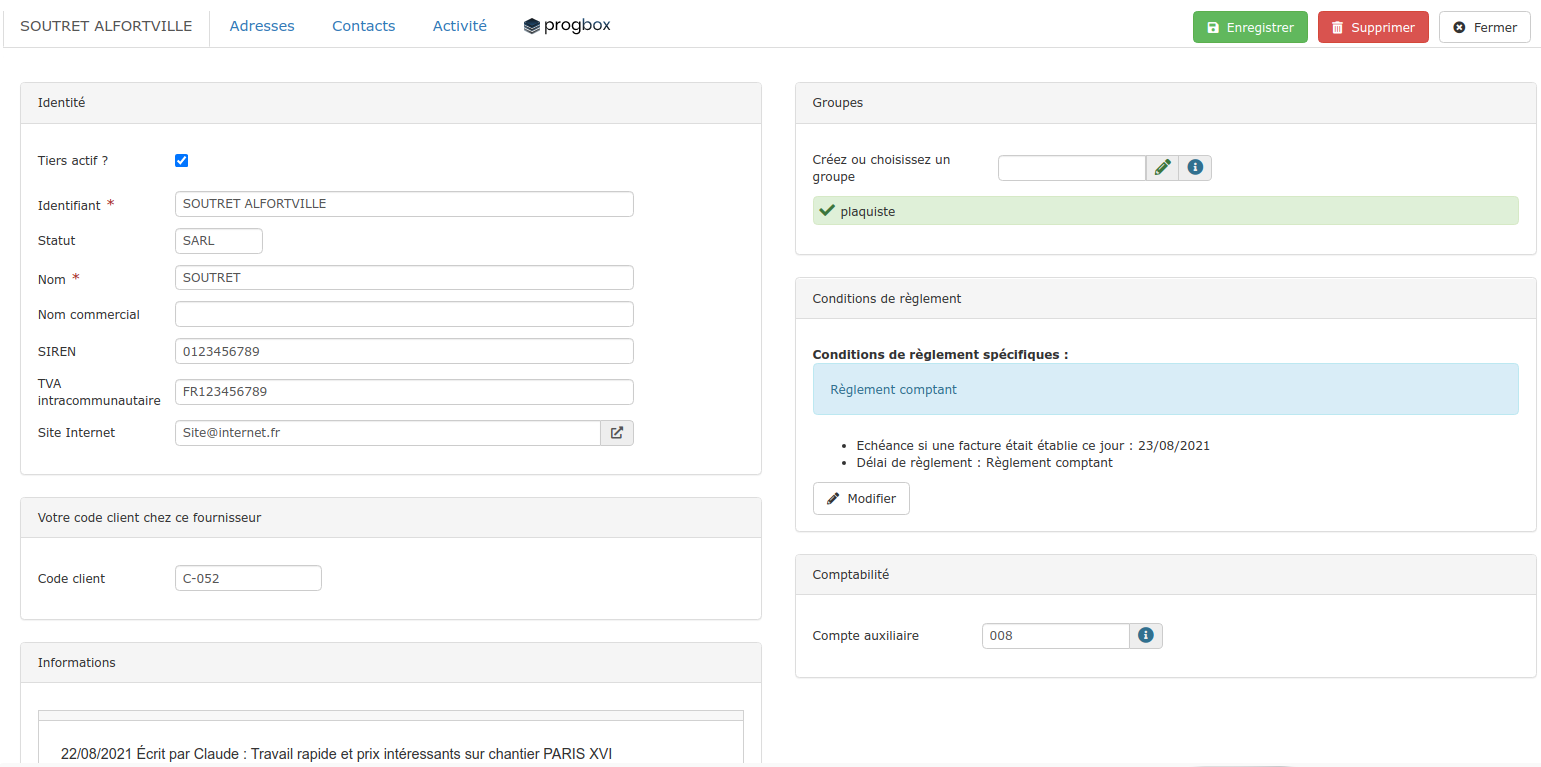 SOUTRET ALFORTVILLE
Adresses
Contacts
Activité
progbox
Enregistrer
Supprimer
Fermer
Identité
Tiers actif ?
Identifiant *
SOUTRET ALFORTVILLE
Statut
SARL
Nom *
SOUTRET
Nom commercial
SIREN
0123456789
TVA
intracommunautaire
FR123456789
Site Internet
Site@internet.fr
Votre code client chez ce fournisseur
Code client
C-052
Informations
22/08/2021 Écrit par Claude : Travail rapide et prix intéressants sur chantier PARIS XVI
Groupes
Créez ou choisissez un
groupe
plaquiste
Conditions de règlement
Conditions de règlement spécifiques :
Règlement comptant
• Echéance si une facture était établie ce jour : 23/08/2021
• Délai de règlement : Règlement comptant
Modifier
Comptabilité
Compte auxiliaire
008